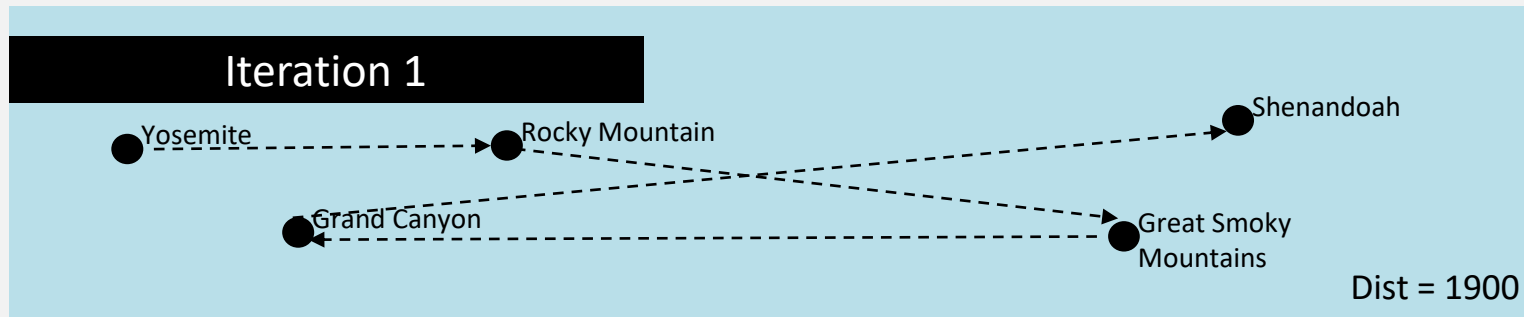 Iteration 1
Shenandoah
Yosemite
Rocky Mountain
Grand Canyon
Great Smoky
Mountains
Dist = 1900